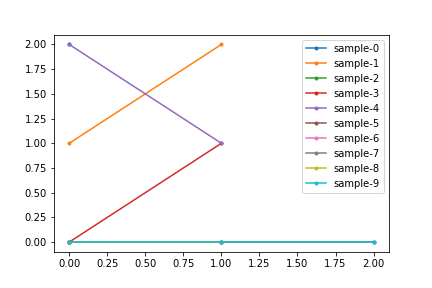 2.00
1.75
1.50
1.25
1.00
0.75
0.50
0.25
0.00
0.00 0.25 0.50 0.75 1.00 1.25 1.50 1.75 2.00
sample-0
sample-1
sample-2
sample-3
sample-4
sample-5
sample-6
sample-7
sample-8
sample-9